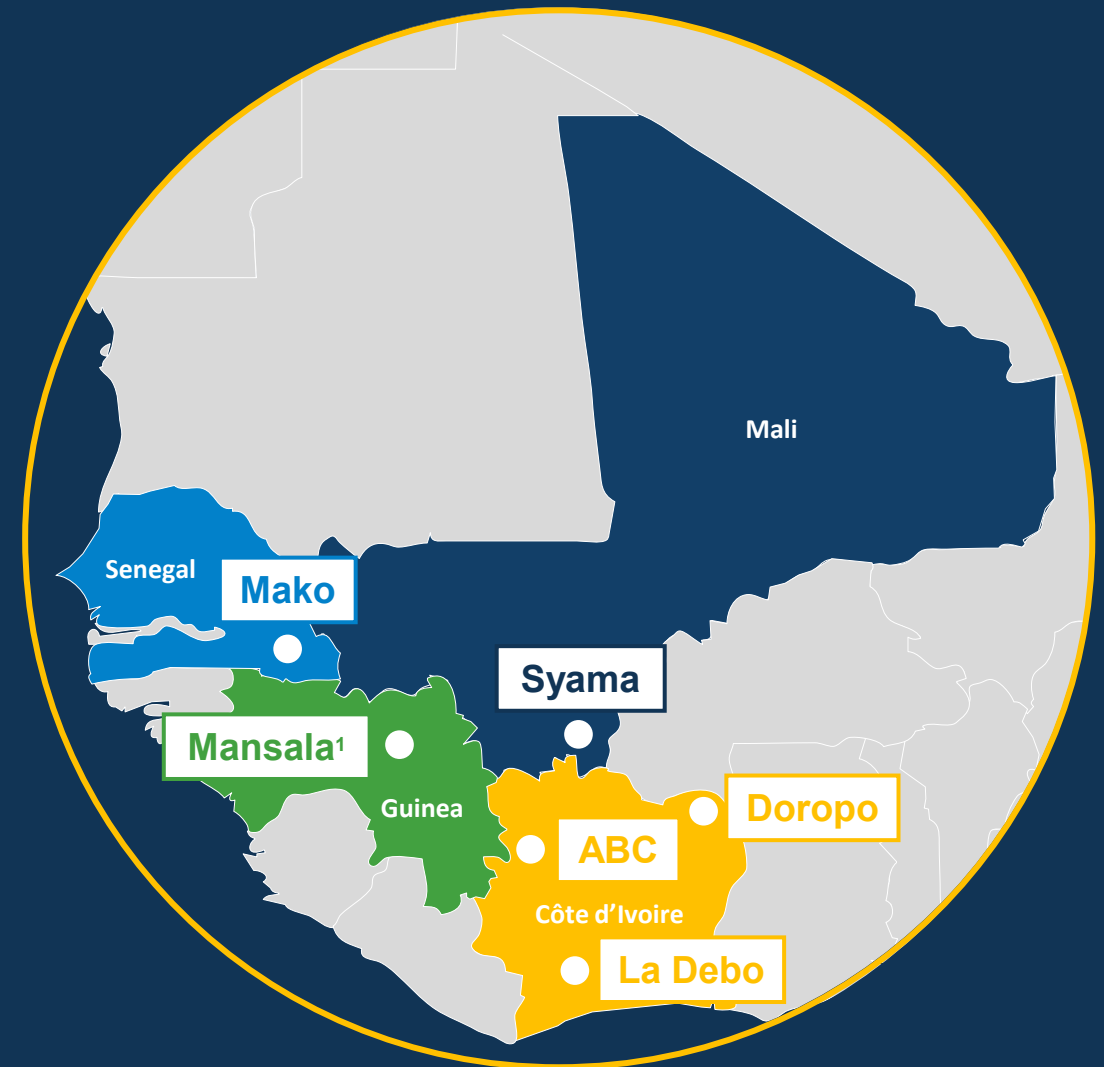 Mali
Senegal
Mako
Syama
Mansala¹
Guinea
Doropo
ABC
Côte d’Ivoire
La Debo